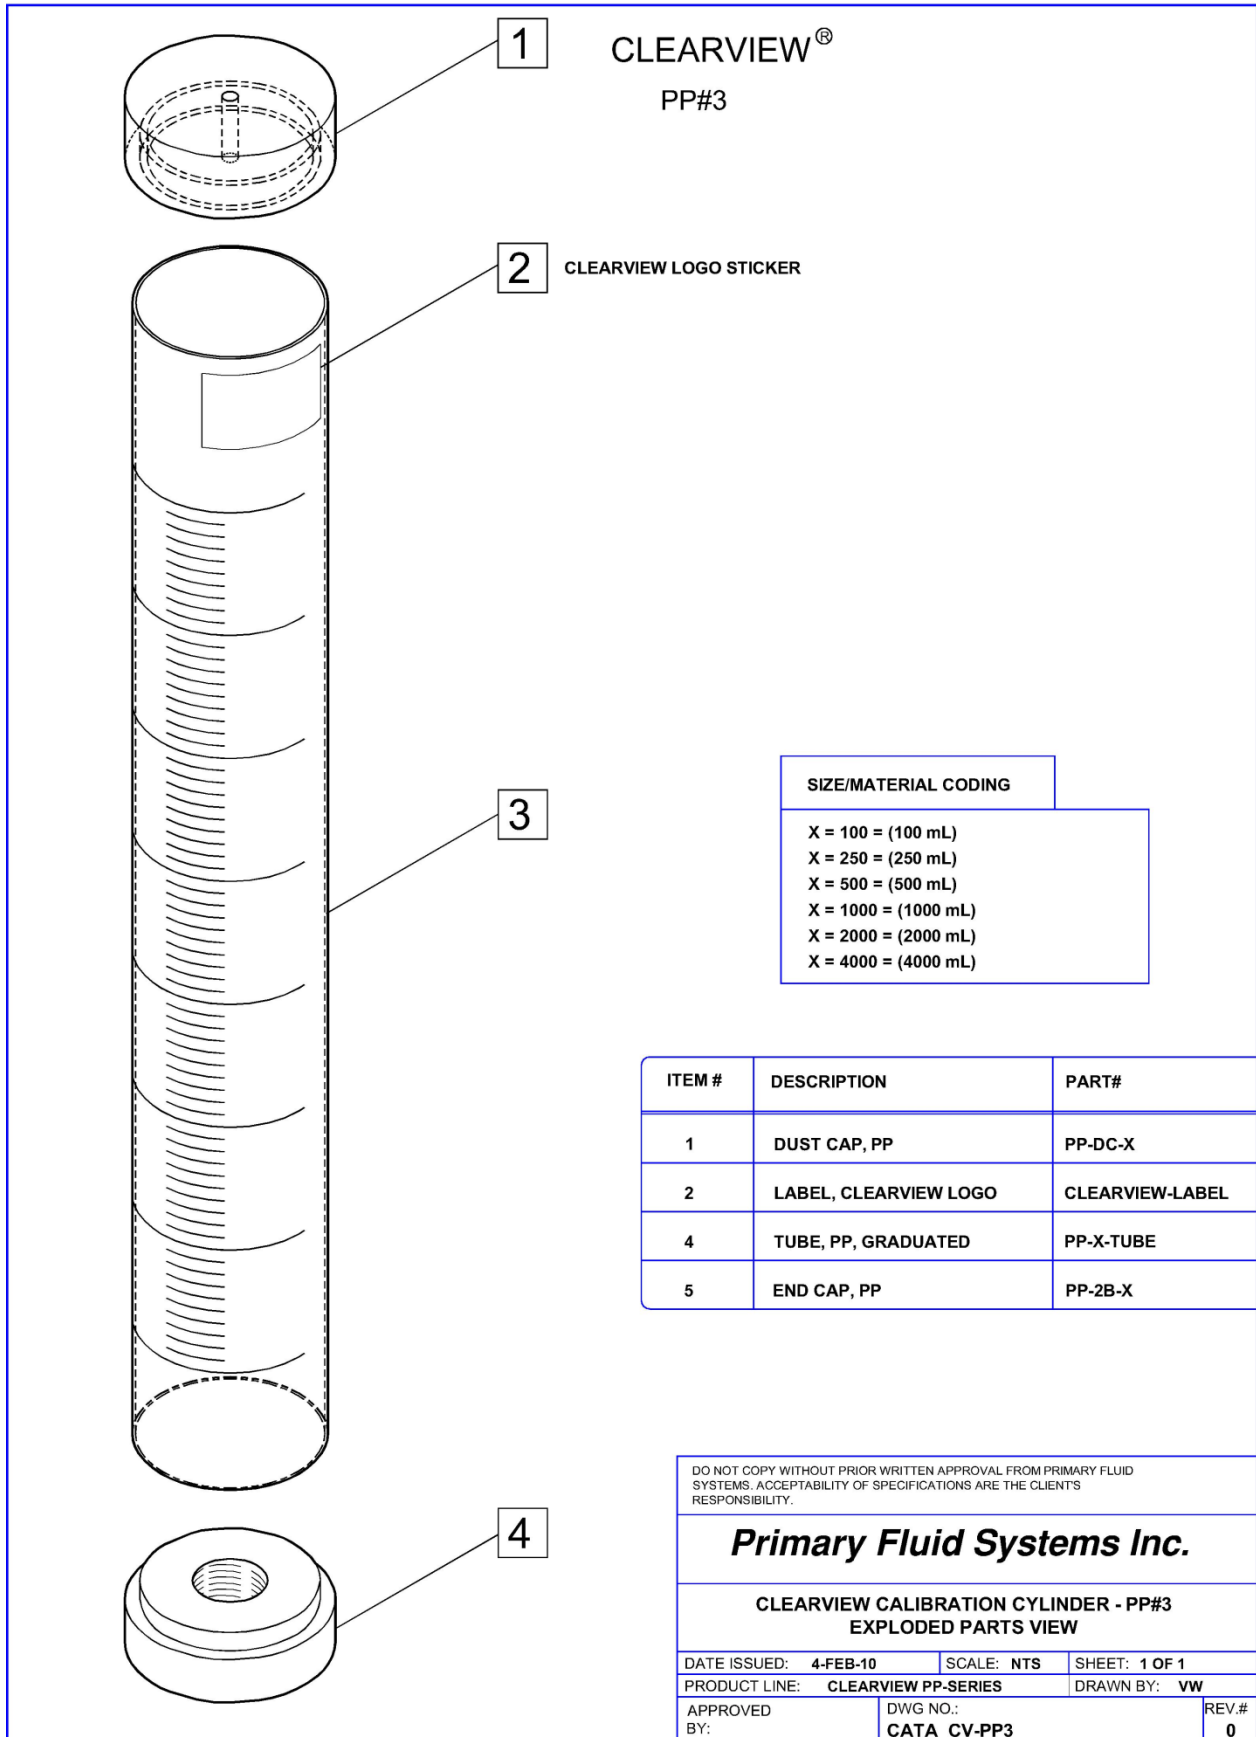 1
CLEARVIEW®
PP#3
2
CLEARVIEW LOGO STICKER
3
SIZE/MATERIAL CODING
X = 100 = (100 mL)
X = 250 = (250 mL)
X = 500 = (500 mL)
X = 1000 = (1000 mL)
X = 2000 = (2000 mL)
X = 4000 = (4000 mL)
ITEM # DESCRIPTION PART#
1 DUST CAP, PP PP-DC-X
2 LABEL, CLEARVIEW LOGO CLEARVIEW-LABEL
4 TUBE, PP, GRADUATED PP-X-TUBE
5 END CAP, PP PP-2B-X
4
DO NOT COPY WITHOUT PRIOR WRITTEN APPROVAL FROM PRIMARY FLUID
SYSTEMS. ACCEPTABILITY OF SPECIFICATIONS ARE THE CLIENT'S
RESPONSIBILITY.
Primary Fluid Systems Inc.
CLEARVIEW CALIBRATION CYLINDER - PP#3
EXPLODED PARTS VIEW
DATE ISSUED: 4-FEB-10 SCALE: NTS SHEET: 1 OF 1
PRODUCT LINE: CLEARVIEW PP-SERIES DRAWN BY: VW
APPROVED DWG NO.: REV.#
BY: CATA_CV-PP3 0